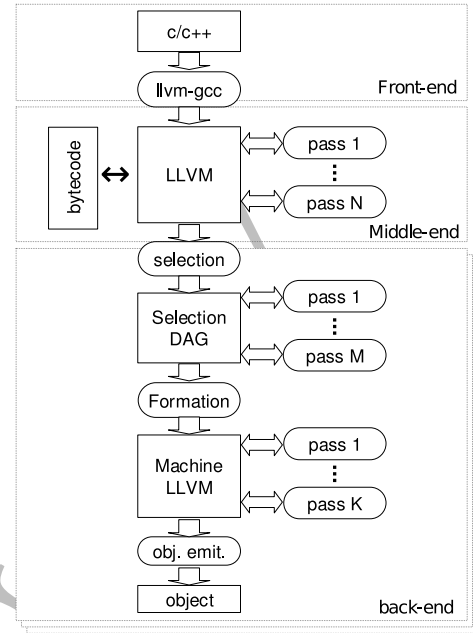 c/c++
llvm-gcc
Front-end
bytecode
LLVM
pass 1
pass N
Middle-end
selection
Selection
DAG
pass 1
pass M
Formation
Machine
LLVM
pass 1
pass K
obj. emit.
object
back-end